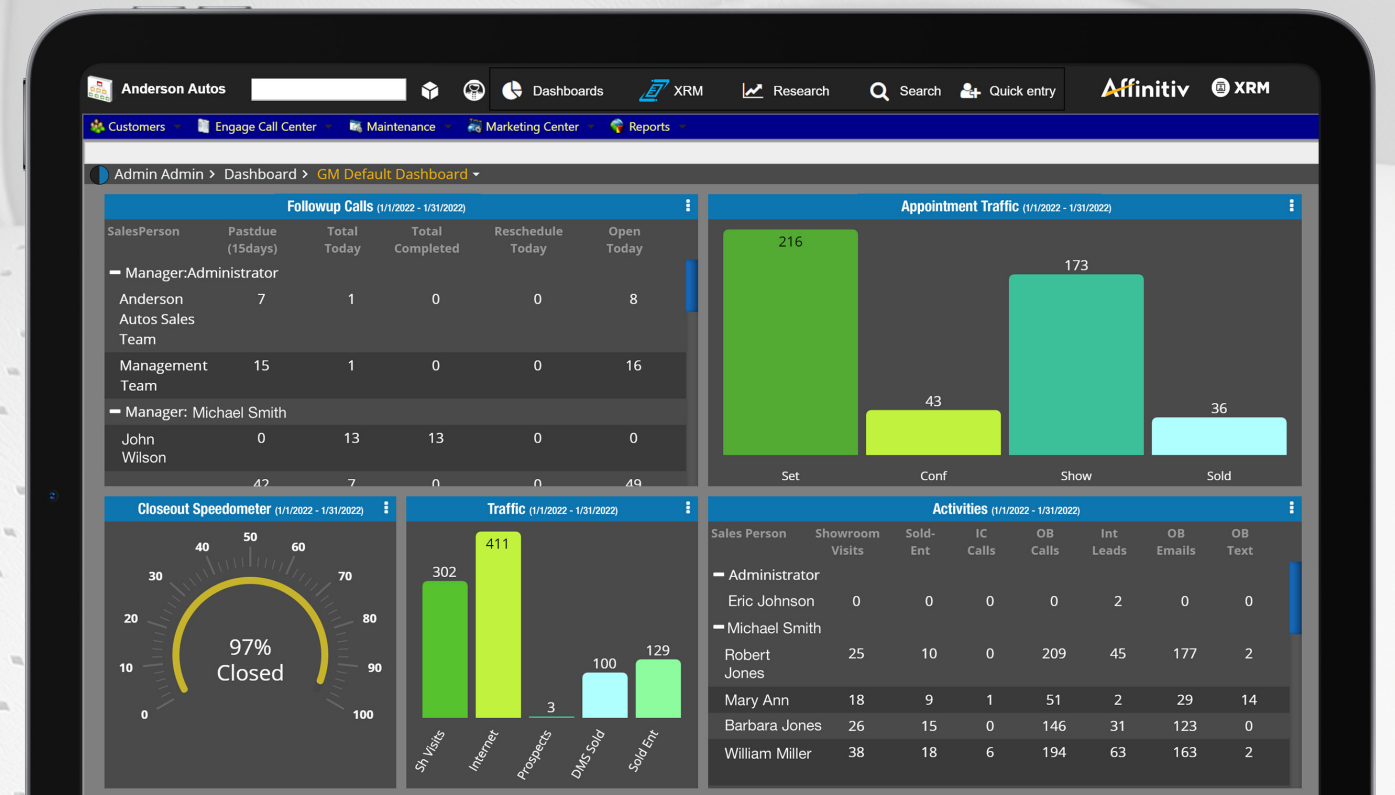 Anderson Autos
Dashboards XRM Research Search Quick entry
Affinitiv XRM
Customers Engage Call Center Maintenance Marketing Center Reports
Admin Admin > Dashboard > GM Default Dashboard
Followup Calls (1/1/2022 - 1/31/2022)
SalesPerson Pastdue Total Total Reschedule Open
(15days) Today Completed Today Today
Manager:Administrator
Anderson 7 1 0 0 8
Autos Sales
Team
Management 15 1 0 0 16
Team
Manager: Michael Smith
John 0 13 13 0 0
Wilson
42 7 0 0 49
Appointment Traffic (1/1/2022 - 1/31/2022)
216
173
43
36
Set Conf Show Sold
Closeout Speedometer (1/1/2022 - 1/31/2022)
50
40 60
30 70
20 80
97%
Closed
10 90
0 100
Traffic (1/1/2022 - 1/31/2022)
411
302
129
100
3
Sh Visits Internet Prospects DMS Sold Sold Ent
Activities (1/1/2022 - 1/31/2022)
Sales Person Showroom Sold- IC OB Int OB OB
Visits Ent Calls Calls Leads Emails Text
Administrator
Eric Johnson 0 0 0 0 2 0 0
Michael Smith
Robert 25 10 0 209 45 177 2
Jones
Mary Ann 18 9 1 51 2 29 14
Barbara Jones 26 15 0 146 31 123 0
William Miller 38 18 6 194 63 163 2